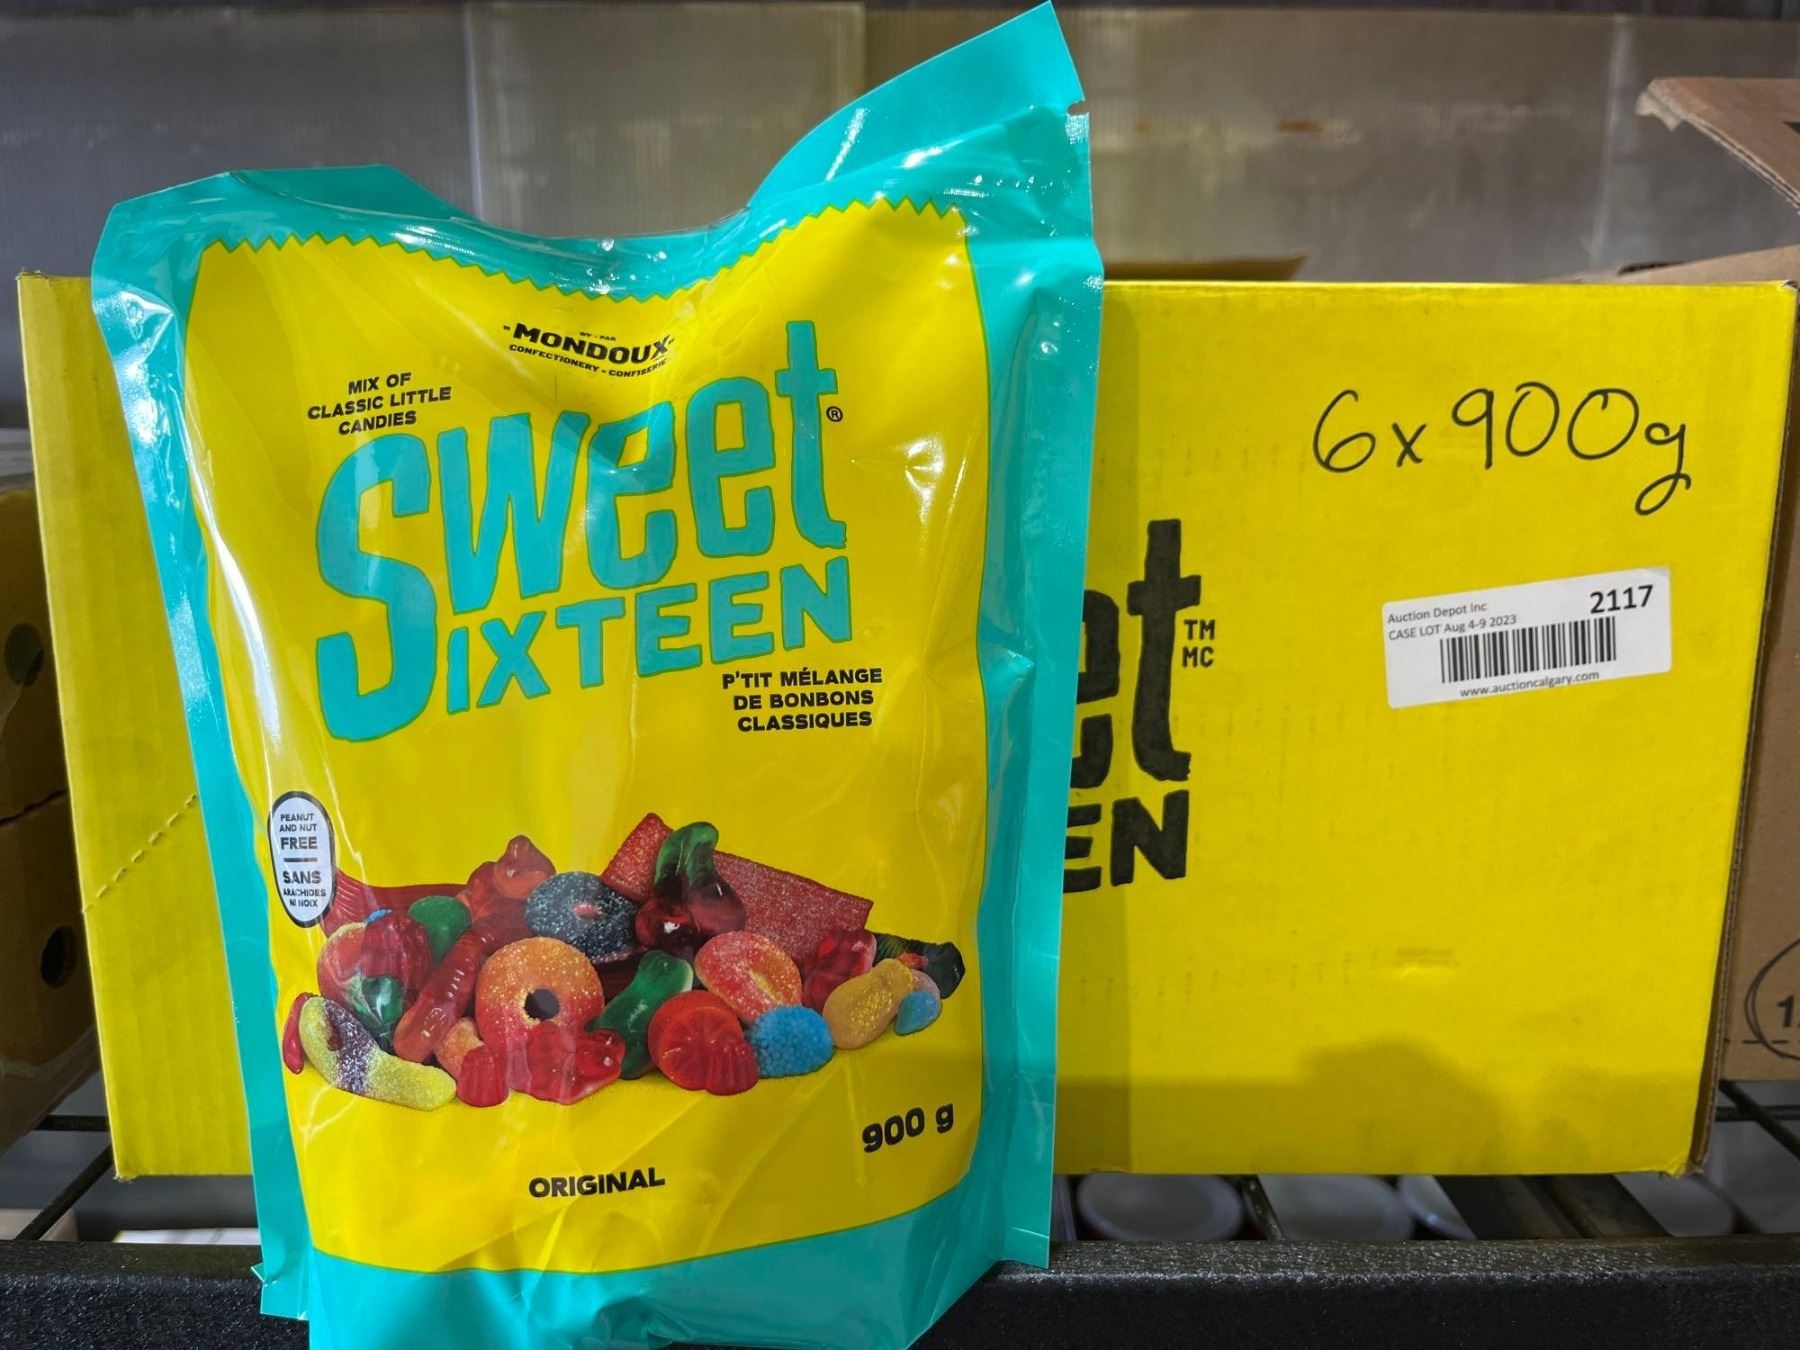 BY - PAR
MONDOUX
CONFECTIONERY - CONFISERIE
MIX OF
CLASSIC LITTLE
CANDIES
Sweet®
SIXTEEN
P'TIT MÉLANGE
DE BONBONS
CLASSIQUES
PEANUT
AND NUT
FREE
SANS
ARACHIDES
NI NOIX
900 g
ORIGINAL
6x900g
et TM
MC
EN
Auction Depot Inc 2117
CASE LOT Aug 4-9 2023
www.auctioncalgary.com